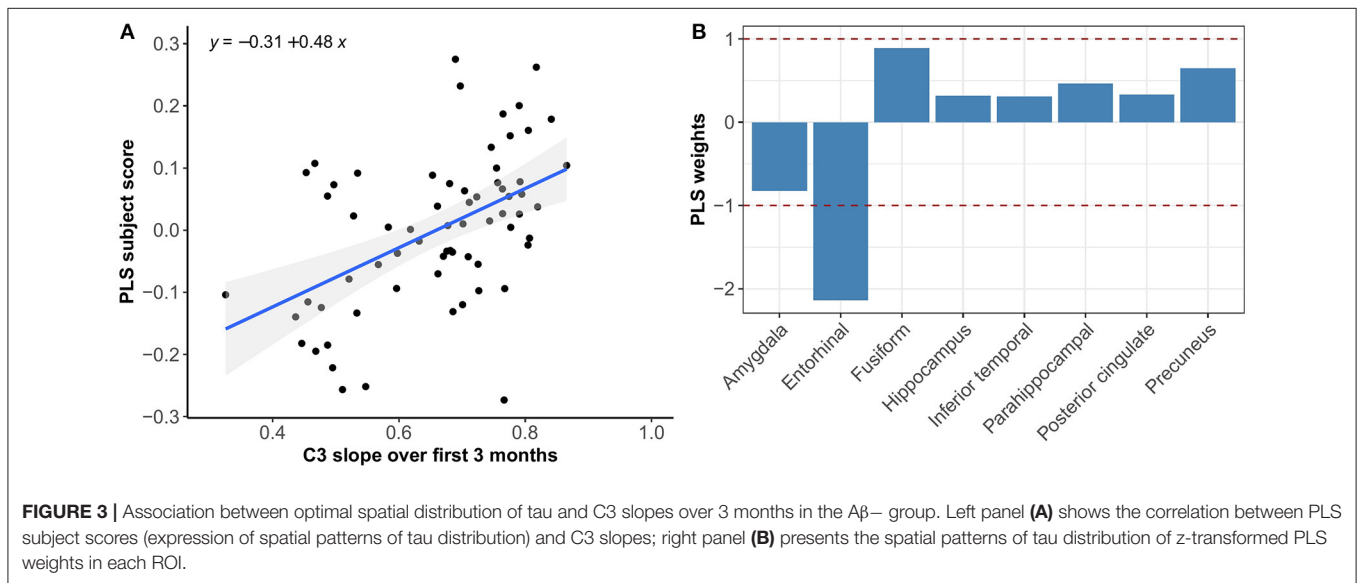 A
y = −0.31 +0.48 x
PLS subject score
0.3
0.2
0.1
0.0
−0.1
−0.2
−0.3
0.4 0.6 0.8 1.0
C3 slope over first 3 months
B
PLS weights
1
0
−1
−2
Amygdala
Entorhinal
Fusiform
Hippocampus
Inferior temporal
Parahippocampal
Posterior cingulate
Precuneus
FIGURE 3 | Association between optimal spatial distribution of tau and C3 slopes over 3 months in the Aβ− group. Left panel (A) shows the correlation between PLS
subject scores (expression of spatial patterns of tau distribution) and C3 slopes; right panel (B) presents the spatial patterns of tau distribution of z-transformed PLS
weights in each ROI.